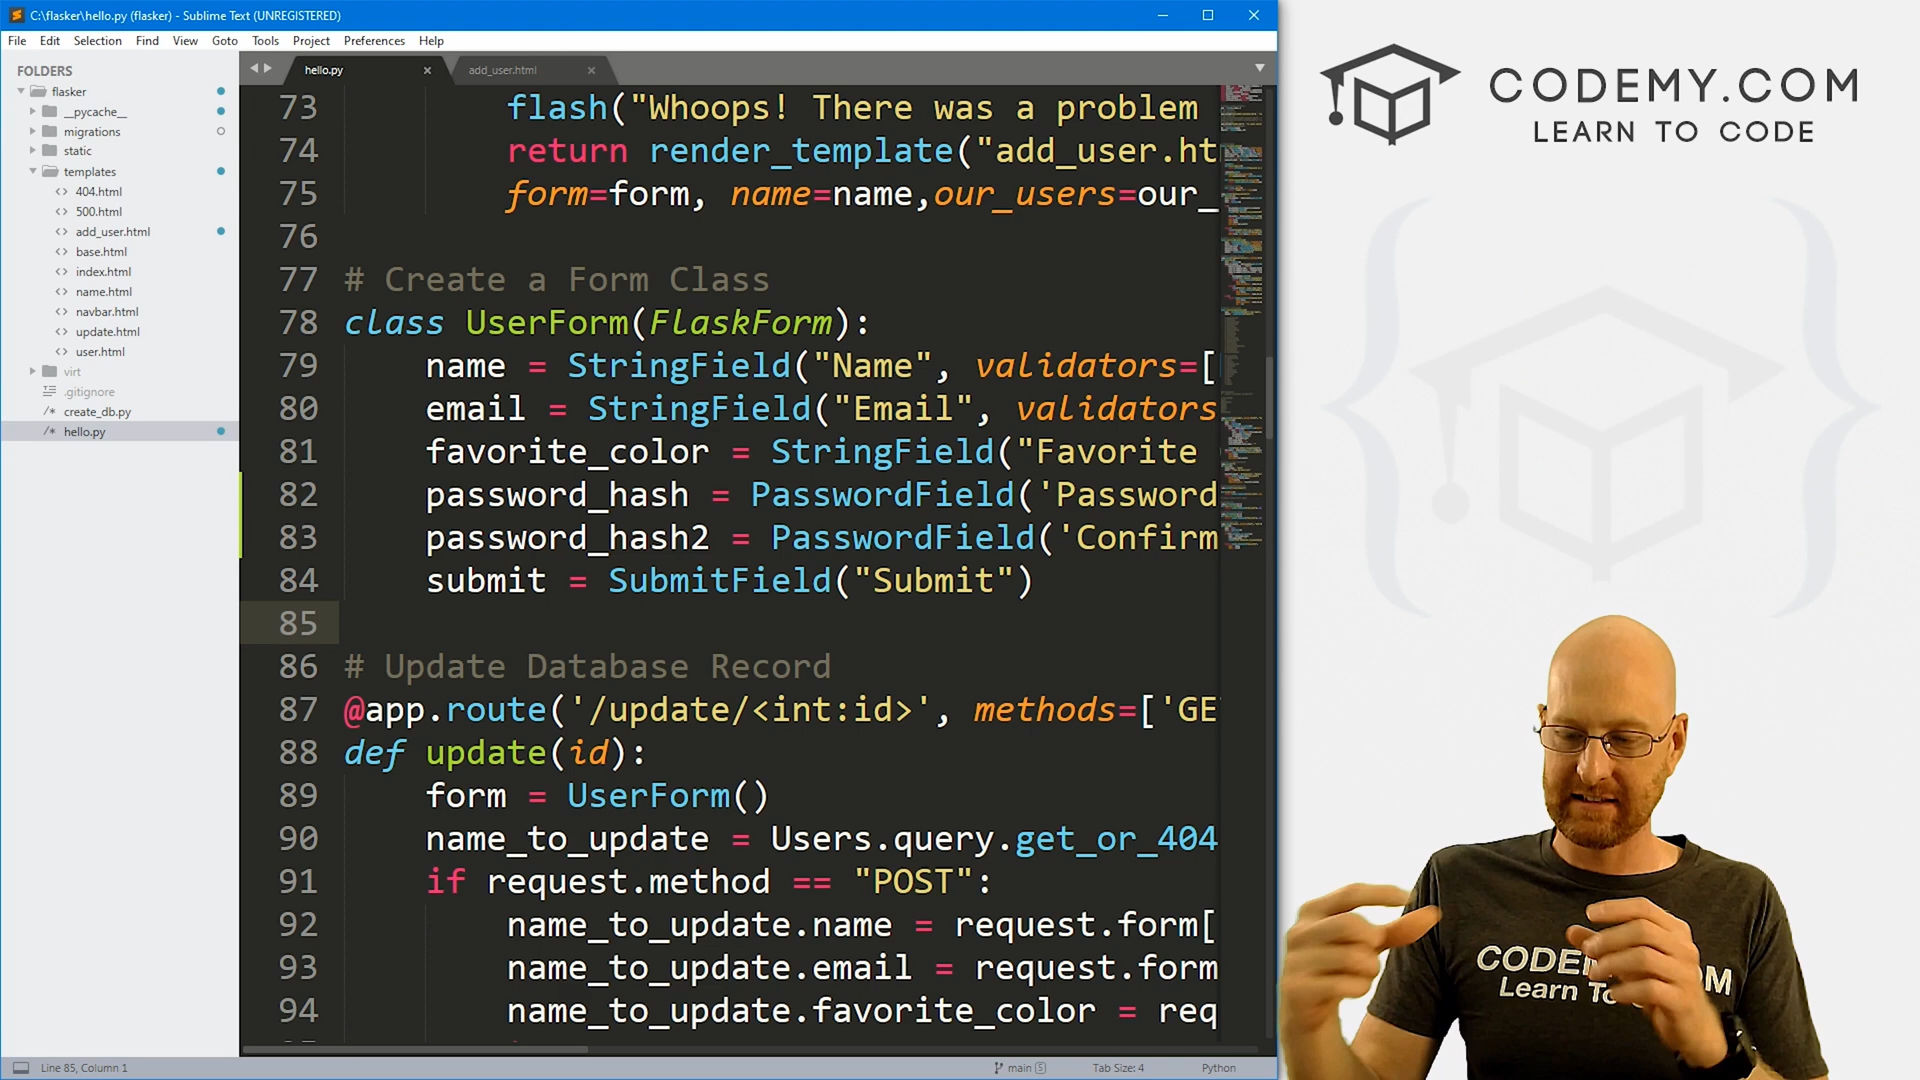 C:\flasker\hello.py (flasker) - Sublime Text (UNREGISTERED)
File Edit Selection Find View Goto Tools Project Preferences Help
FOLDERS
flasker
__pycache__
migrations
static
templates
404.html
500.html
add_user.html
base.html
index.html
name.html
navbar.html
update.html
user.html
virt
.gitignore
create_db.py
hello.py
hello.py
add_user.html
73 flash("Whoops! There was a problem
74 return render_template("add_user.ht
75 form=form, name=name,our_users=our_
76
77 # Create a Form Class
78 class UserForm(FlaskForm):
79 name = StringField("Name", validators=[
80 email = StringField("Email", validators
81 favorite_color = StringField("Favorite
82 password_hash = PasswordField('Password
83 password_hash2 = PasswordField('Confirm
84 submit = SubmitField("Submit")
85
86 # Update Database Record
87 @app.route('/update/<int:id>', methods=['GE
88 def update(id):
89 form = UserForm()
90 name_to_update = Users.query.get_or_404
91 if request.method == "POST":
92 name_to_update.name = request.form[
93 name_to_update.email = request.form
94 name_to_update.favorite_color = req
Line 85, Column 1
main 5
Tab Size: 4
Python
CODEMY.COM
LEARN TO CODE
CODE OM
Learn To